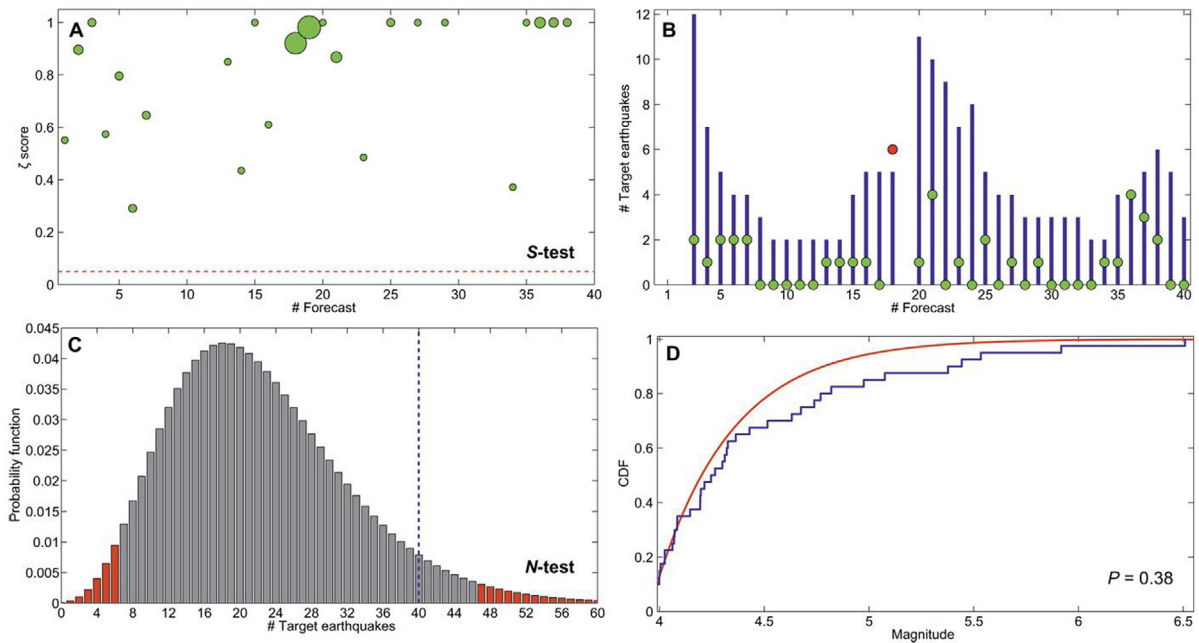 A
1
0.8
0.6
0.4
0.2
0
ζ score
S-test
5 10 15 20 25 30 35 40
# Forecast
B
12
10
8
6
4
2
0
# Target earthquakes
1 5 10 15 20 25 30 35 40
# Forecast
C
0.045
0.04
0.035
0.03
0.025
0.02
0.015
0.01
0.005
0
Probability function
N-test
0 4 8 12 16 20 24 28 32 36 40 44 48 52 56 60
# Target earthquakes
D
1
0.8
0.6
0.4
0.2
0
CDF
P = 0.38
4 4.5 5 5.5 6 6.5
Magnitude